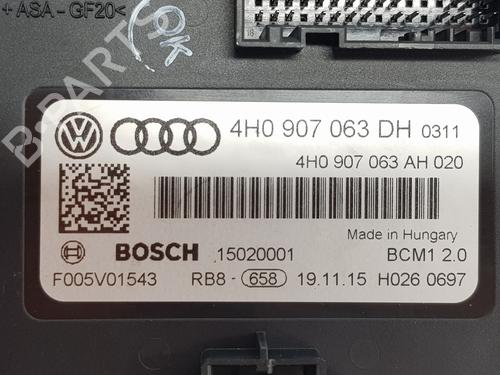 + ASA - GF20<
OK
B-PARTS
4H0 907 063 DH 0311
4H0 907 063 AH 020
Made in Hungary
BOSCH 15020001 BCM1 2.0
F005V01543 RB8- 658 19.11.15 H026 0697